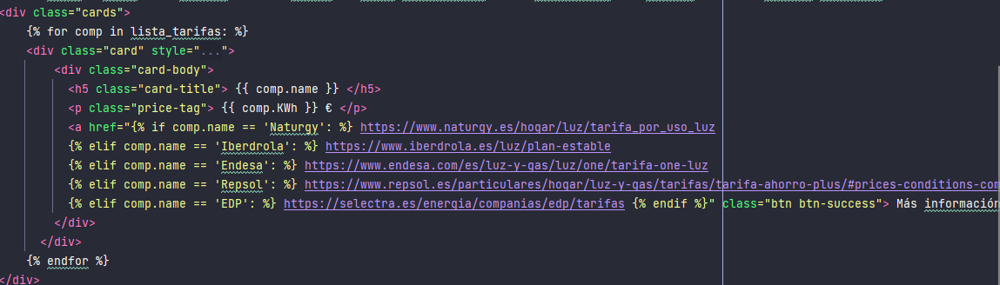 <div class="cards">
{% for comp in lista_tarifas: %}
<div class="card" style="...">
<div class="card-body">
<h5 class="card-title"> {{ comp.name }} </h5>
<p class="price-tag"> {{ comp.KWh }} € </p>
<a href="{% if comp.name == 'Naturgy': %} https://www.naturgy.es/hogar/luz/tarifa_por_uso_luz
{% elif comp.name == 'Iberdrola': %} https://www.iberdrola.es/luz/plan-estable
{% elif comp.name == 'Endesa': %} https://www.endesa.com/es/luz-y-gas/luz/one/tarifa-one-luz
{% elif comp.name == 'Repsol': %} https://www.repsol.es/particulares/hogar/luz-y-gas/tarifas/tarifa-ahorro-plus/#prices-conditions-com
{% elif comp.name == 'EDP': %} https://selectra.es/energia/companias/edp/tarifas {% endif %}" class="btn btn-success"> Más información
</div>
</div>
{% endfor %}
</div>